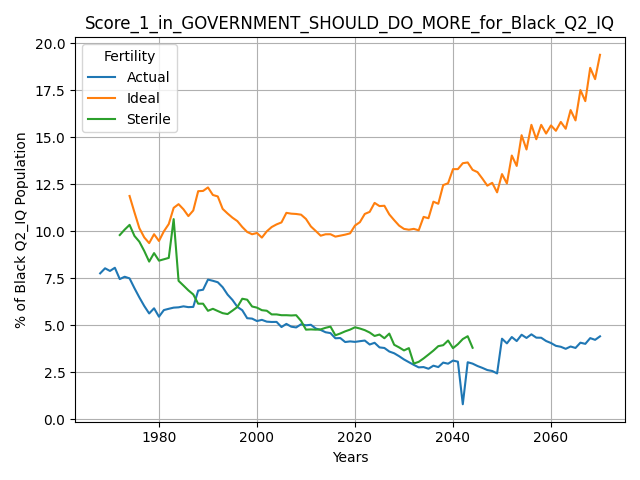 Score_1_in_GOVERNMENT_SHOULD_DO_MORE_for_Black_Q2_IQ
Fertility
Actual
Ideal
Sterile
% of Black Q2_IQ Population
20.0
17.5
15.0
12.5
10.0
7.5
5.0
2.5
0.0
1980 2000 2020 2040 2060
Years